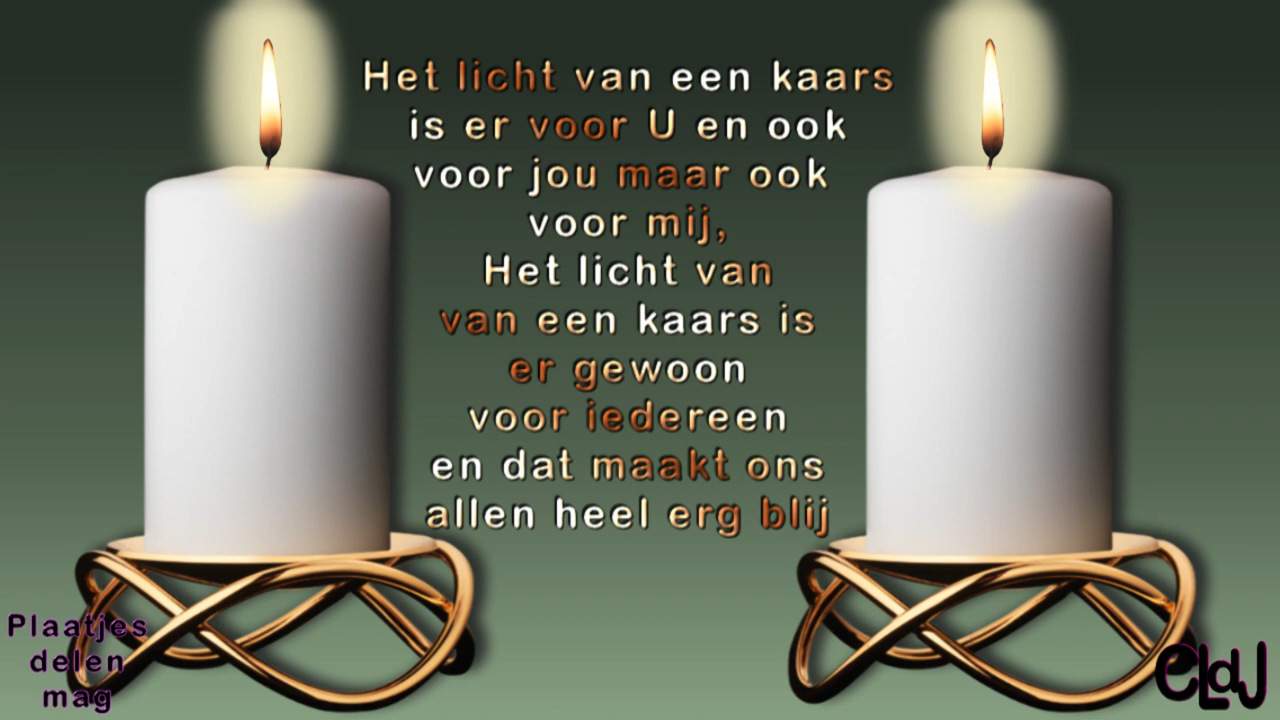 Het licht van een kaars
is er voor U en ook
voor jou maar ook
voor mij,
Het licht van
van een kaars is
er gewoon
voor iedereen
en dat maakt ons
allen heel erg blij
Plaatjes
delen
mag
eLdJ